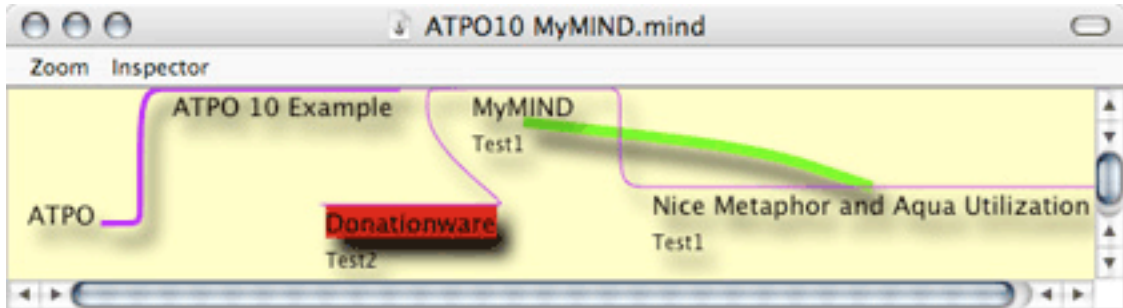 ATPO10 MyMIND.mind
Zoom Inspector
ATPO 10 Example
MyMIND
Test1
ATPO
Donationware
Test2
Nice Metaphor and Aqua Utilization
Test1